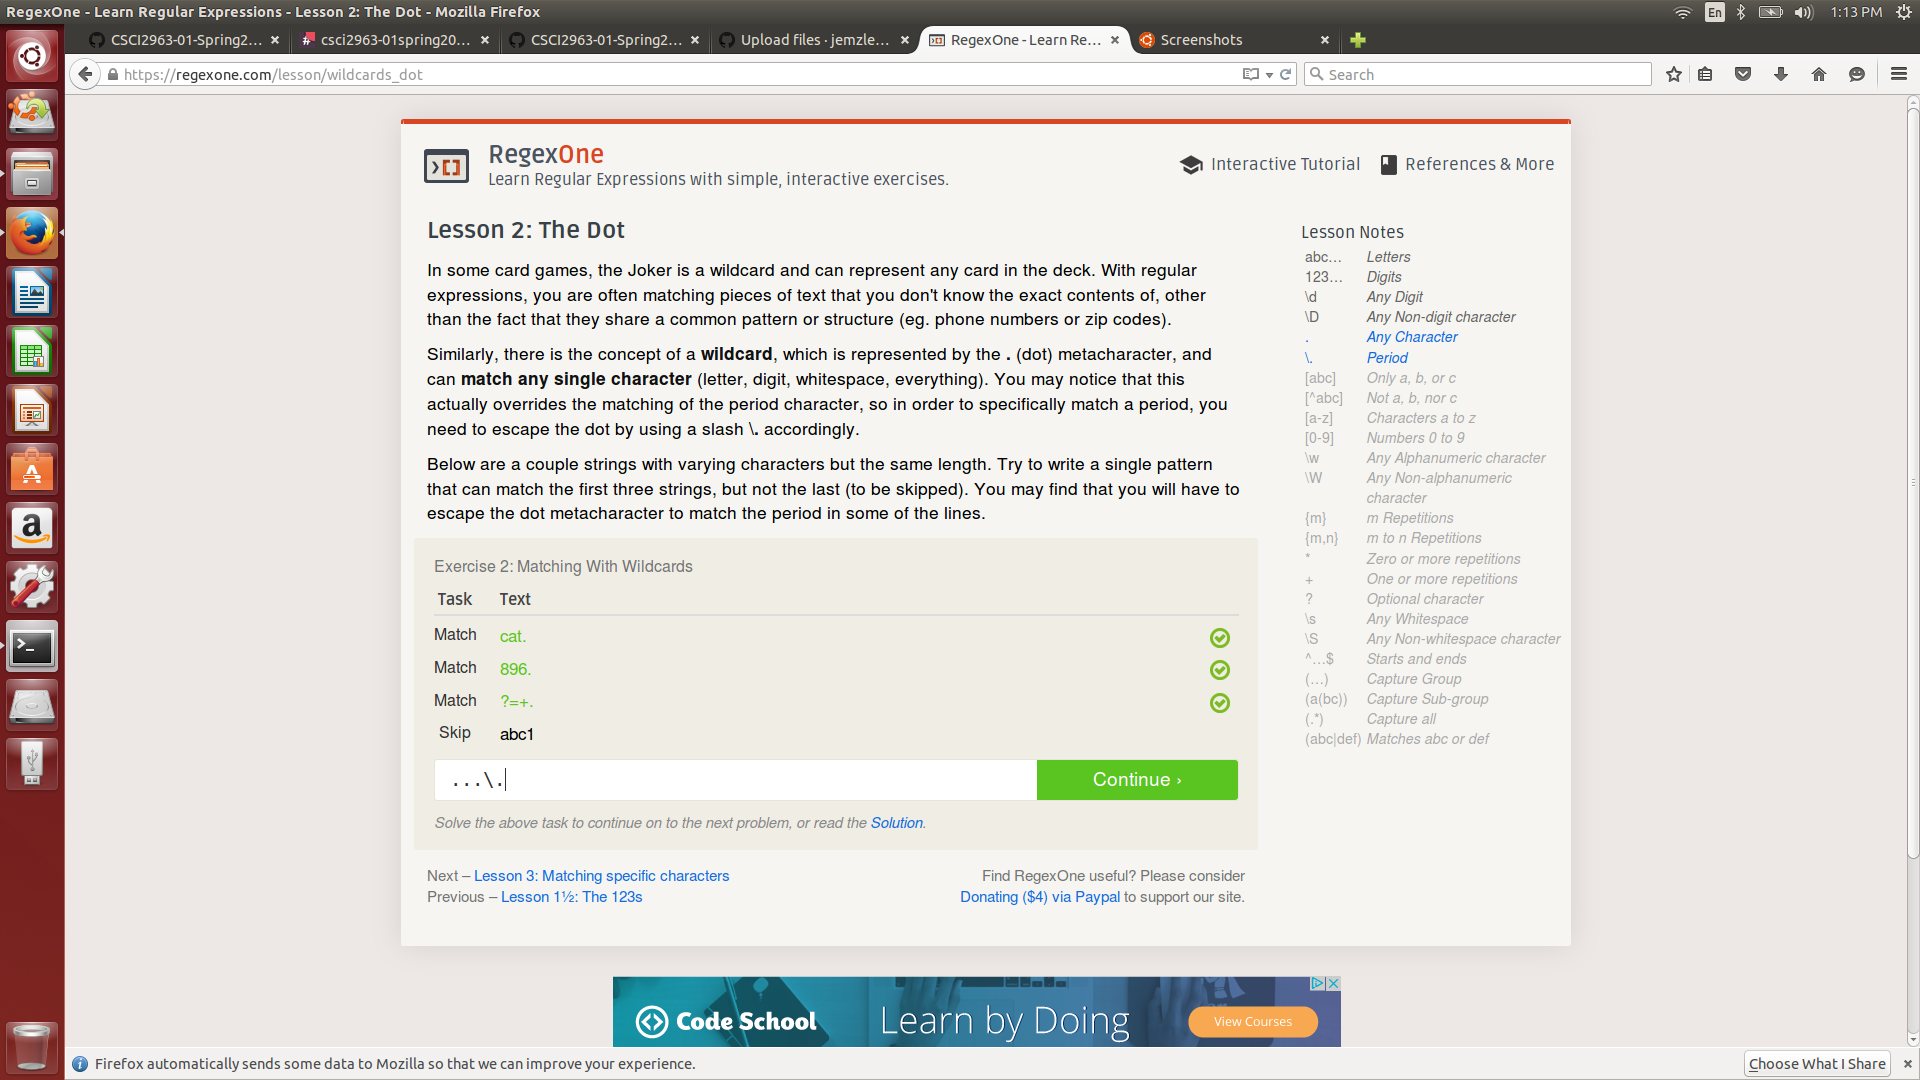 RegexOne - Learn Regular Expressions - Lesson 2: The Dot - Mozilla Firefox
En
1:13 PM
CSCI2963-01-Spring2...
csci2963-01spring20...
CSCI2963-01-Spring2...
Upload files · jemzle...
RegexOne - Learn Re...
Screenshots
https://regexone.com/lesson/wildcards_dot
Search
RegexOne
Learn Regular Expressions with simple, interactive exercises.
Interactive Tutorial
References & More
Lesson 2: The Dot
In some card games, the Joker is a wildcard and can represent any card in the deck. With regular
expressions, you are often matching pieces of text that you don't know the exact contents of, other
than the fact that they share a common pattern or structure (eg. phone numbers or zip codes).
Similarly, there is the concept of a wildcard, which is represented by the . (dot) metacharacter, and
can match any single character (letter, digit, whitespace, everything). You may notice that this
actually overrides the matching of the period character, so in order to specifically match a period, you
need to escape the dot by using a slash \. accordingly.
Below are a couple strings with varying characters but the same length. Try to write a single pattern
that can match the first three strings, but not the last (to be skipped). You may find that you will have to
escape the dot metacharacter to match the period in some of the lines.
Exercise 2: Matching With Wildcards
Task Text
Match cat.
Match 896.
Match ?=+.
Skip abc1
...\.
Continue ›
Solve the above task to continue on to the next problem, or read the Solution.
Next – Lesson 3: Matching specific characters
Previous – Lesson 1½: The 123s
Find RegexOne useful? Please consider
Donating ($4) via Paypal to support our site.
Lesson Notes
abc… Letters
123… Digits
\d Any Digit
\D Any Non-digit character
. Any Character
\. Period
[abc] Only a, b, or c
[^abc] Not a, b, nor c
[a-z] Characters a to z
[0-9] Numbers 0 to 9
\w Any Alphanumeric character
\W Any Non-alphanumeric
character
{m} m Repetitions
{m,n} m to n Repetitions
* Zero or more repetitions
+ One or more repetitions
? Optional character
\s Any Whitespace
\S Any Non-whitespace character
^…$ Starts and ends
(…) Capture Group
(a(bc)) Capture Sub-group
(.*) Capture all
(abc|def) Matches abc or def
Code School
Learn by Doing
View Courses
Firefox automatically sends some data to Mozilla so that we can improve your experience.
Choose What I Share